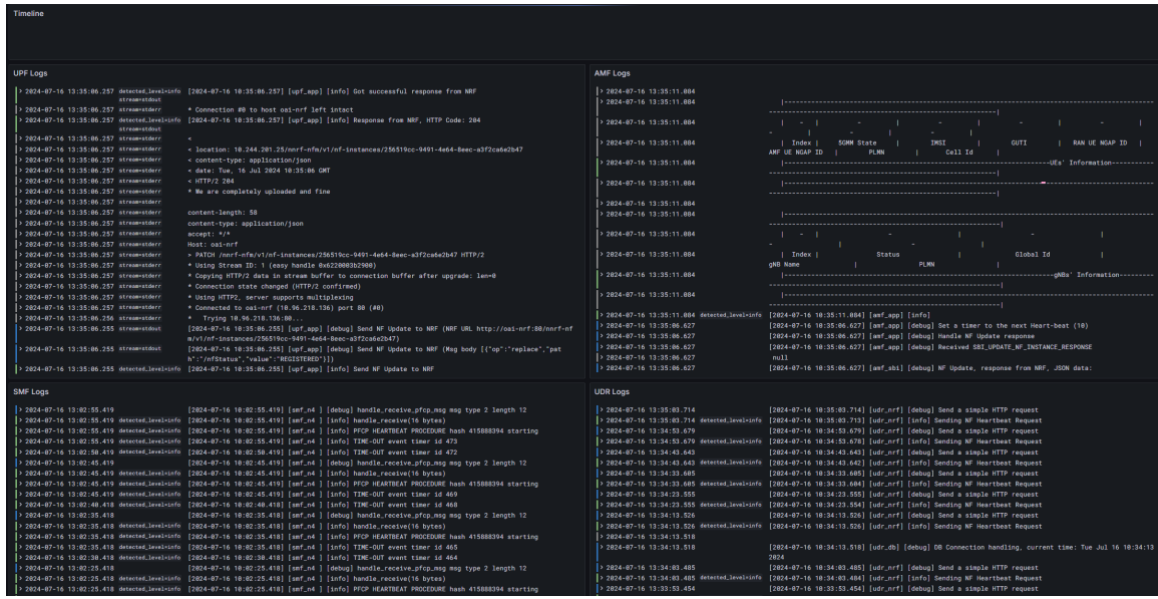 Timeline
UPF Logs
> 2024-07-16 13:35:06.257 detected_level=info [2024-07-16 10:35:06.257] [upf_app] [info] Got successful response from NRF
stream=stdout
> 2024-07-16 13:35:06.257 stream=stderr * Connection #0 to host oai-nrf left intact
> 2024-07-16 13:35:06.257 detected_level=info [2024-07-16 10:35:06.257] [upf_app] [info] Response from NRF, HTTP Code: 204
stream=stdout
> 2024-07-16 13:35:06.257 stream=stderr <
> 2024-07-16 13:35:06.257 stream=stderr < location: 10.244.201.25/nnrf-nfm/v1/nf-instances/256519cc-9491-4e64-8eec-a3f2ca6e2b47
> 2024-07-16 13:35:06.257 stream=stderr < content-type: application/json
> 2024-07-16 13:35:06.257 stream=stderr < date: Tue, 16 Jul 2024 10:35:06 GMT
> 2024-07-16 13:35:06.257 stream=stderr < HTTP/2 204
> 2024-07-16 13:35:06.257 stream=stderr * We are completely uploaded and fine
> 2024-07-16 13:35:06.257 stream=stderr
> 2024-07-16 13:35:06.257 stream=stderr content-length: 58
> 2024-07-16 13:35:06.257 stream=stderr content-type: application/json
> 2024-07-16 13:35:06.257 stream=stderr accept: */*
> 2024-07-16 13:35:06.257 stream=stderr Host: oai-nrf
> 2024-07-16 13:35:06.257 stream=stderr > PATCH /nnrf-nfm/v1/nf-instances/256519cc-9491-4e64-8eec-a3f2ca6e2b47 HTTP/2
> 2024-07-16 13:35:06.257 stream=stderr * Using Stream ID: 1 (easy handle 0x6220003b2900)
> 2024-07-16 13:35:06.257 stream=stderr * Copying HTTP/2 data in stream buffer to connection buffer after upgrade: len=0
> 2024-07-16 13:35:06.257 stream=stderr * Connection state changed (HTTP/2 confirmed)
> 2024-07-16 13:35:06.257 stream=stderr * Using HTTP2, server supports multiplexing
> 2024-07-16 13:35:06.257 stream=stderr * Connected to oai-nrf (10.96.218.136) port 80 (#0)
> 2024-07-16 13:35:06.256 stream=stderr * Trying 10.96.218.136:80...
> 2024-07-16 13:35:06.255 stream=stdout [2024-07-16 10:35:06.255] [upf_app] [debug] Send NF Update to NRF (NRF URL http://oai-nrf:80/nnrf-nf
m/v1/nf-instances/256519cc-9491-4e64-8eec-a3f2ca6e2b47)
> 2024-07-16 13:35:06.255 stream=stdout [2024-07-16 10:35:06.255] [upf_app] [debug] Send NF Update to NRF (Msg body [{"op":"replace","pat
h":"/nfStatus","value":"REGISTERED"}])
> 2024-07-16 13:35:06.255 detected_level=info [2024-07-16 10:35:06.255] [upf_app] [info] Send NF Update to NRF
AMF Logs
> 2024-07-16 13:35:11.084
> 2024-07-16 13:35:11.084 |----------|
> 2024-07-16 13:35:11.084 | - | - | - | - | - |
- | - | - |
> 2024-07-16 13:35:11.084 | Index | 5GMM State | IMSI | GUTI | RAN UE NGAP ID |
AMF UE NGAP ID | PLMN | Cell Id |
> 2024-07-16 13:35:11.084 |----------UEs' Information----------|
> 2024-07-16 13:35:11.084 |----------|
> 2024-07-16 13:35:11.084
> 2024-07-16 13:35:11.084 |----------|
> 2024-07-16 13:35:11.084 | - | - | - |
- | - |
> 2024-07-16 13:35:11.084 | Index | Status | Global Id |
gNB Name | PLMN |
> 2024-07-16 13:35:11.084 |----------gNBs' Information----------|
> 2024-07-16 13:35:11.084 |----------|
> 2024-07-16 13:35:11.084 detected_level=info [2024-07-16 10:35:11.084] [amf_app] [info]
> 2024-07-16 13:35:06.627 [2024-07-16 10:35:06.627] [amf_app] [debug] Set a timer to the next Heart-beat (10)
> 2024-07-16 13:35:06.627 [2024-07-16 10:35:06.627] [amf_app] [debug] Handle NF Update response
> 2024-07-16 13:35:06.627 [2024-07-16 10:35:06.627] [amf_app] [debug] Received SBI_UPDATE_NF_INSTANCE_RESPONSE
> 2024-07-16 13:35:06.627 null
> 2024-07-16 13:35:06.627 [2024-07-16 10:35:06.627] [amf_sbi] [debug] NF Update, response from NRF, JSON data:
SMF Logs
> 2024-07-16 13:02:55.419 [2024-07-16 10:02:55.419] [smf_n4 ] [debug] handle_receive_pfcp_msg msg type 2 length 12
> 2024-07-16 13:02:55.419 detected_level=info [2024-07-16 10:02:55.419] [smf_n4 ] [info] handle_receive(16 bytes)
> 2024-07-16 13:02:55.419 detected_level=info [2024-07-16 10:02:55.419] [smf_n4 ] [info] PFCP HEARTBEAT PROCEDURE hash 415888394 starting
> 2024-07-16 13:02:55.419 detected_level=info [2024-07-16 10:02:55.419] [smf_n4 ] [info] TIME-OUT event timer id 473
> 2024-07-16 13:02:50.419 detected_level=info [2024-07-16 10:02:50.419] [smf_n4 ] [info] TIME-OUT event timer id 472
> 2024-07-16 13:02:45.419 [2024-07-16 10:02:45.419] [smf_n4 ] [debug] handle_receive_pfcp_msg msg type 2 length 12
> 2024-07-16 13:02:45.419 detected_level=info [2024-07-16 10:02:45.419] [smf_n4 ] [info] handle_receive(16 bytes)
> 2024-07-16 13:02:45.419 detected_level=info [2024-07-16 10:02:45.419] [smf_n4 ] [info] PFCP HEARTBEAT PROCEDURE hash 415888394 starting
> 2024-07-16 13:02:45.419 detected_level=info [2024-07-16 10:02:45.419] [smf_n4 ] [info] TIME-OUT event timer id 469
> 2024-07-16 13:02:40.418 detected_level=info [2024-07-16 10:02:40.418] [smf_n4 ] [info] TIME-OUT event timer id 468
> 2024-07-16 13:02:35.418 [2024-07-16 10:02:35.418] [smf_n4 ] [debug] handle_receive_pfcp_msg msg type 2 length 12
> 2024-07-16 13:02:35.418 detected_level=info [2024-07-16 10:02:35.418] [smf_n4 ] [info] handle_receive(16 bytes)
> 2024-07-16 13:02:35.418 detected_level=info [2024-07-16 10:02:35.418] [smf_n4 ] [info] PFCP HEARTBEAT PROCEDURE hash 415888394 starting
> 2024-07-16 13:02:35.418 detected_level=info [2024-07-16 10:02:35.418] [smf_n4 ] [info] TIME-OUT event timer id 465
> 2024-07-16 13:02:30.418 detected_level=info [2024-07-16 10:02:30.418] [smf_n4 ] [info] TIME-OUT event timer id 464
> 2024-07-16 13:02:25.418 [2024-07-16 10:02:25.418] [smf_n4 ] [debug] handle_receive_pfcp_msg msg type 2 length 12
> 2024-07-16 13:02:25.418 detected_level=info [2024-07-16 10:02:25.418] [smf_n4 ] [info] handle_receive(16 bytes)
> 2024-07-16 13:02:25.418 detected_level=info [2024-07-16 10:02:25.418] [smf_n4 ] [info] PFCP HEARTBEAT PROCEDURE hash 415888394 starting
UDR Logs
> 2024-07-16 13:35:03.714 [2024-07-16 10:35:03.714] [udr_nrf] [debug] Send a simple HTTP request
> 2024-07-16 13:35:03.714 detected_level=info [2024-07-16 10:35:03.713] [udr_nrf] [info] Sending NF Heartbeat Request
> 2024-07-16 13:34:53.679 [2024-07-16 10:34:53.679] [udr_nrf] [debug] Send a simple HTTP request
> 2024-07-16 13:34:53.679 detected_level=info [2024-07-16 10:34:53.678] [udr_nrf] [info] Sending NF Heartbeat Request
> 2024-07-16 13:34:43.643 [2024-07-16 10:34:43.643] [udr_nrf] [debug] Send a simple HTTP request
> 2024-07-16 13:34:43.643 detected_level=info [2024-07-16 10:34:43.642] [udr_nrf] [info] Sending NF Heartbeat Request
> 2024-07-16 13:34:33.605 [2024-07-16 10:34:33.605] [udr_nrf] [debug] Send a simple HTTP request
> 2024-07-16 13:34:33.605 detected_level=info [2024-07-16 10:34:33.604] [udr_nrf] [info] Sending NF Heartbeat Request
> 2024-07-16 13:34:23.555 [2024-07-16 10:34:23.555] [udr_nrf] [debug] Send a simple HTTP request
> 2024-07-16 13:34:23.555 detected_level=info [2024-07-16 10:34:23.554] [udr_nrf] [info] Sending NF Heartbeat Request
> 2024-07-16 13:34:13.526 [2024-07-16 10:34:13.526] [udr_nrf] [debug] Send a simple HTTP request
> 2024-07-16 13:34:13.526 detected_level=info [2024-07-16 10:34:13.526] [udr_nrf] [info] Sending NF Heartbeat Request
> 2024-07-16 13:34:13.518
> 2024-07-16 13:34:13.518 [2024-07-16 10:34:13.518] [udr_db] [debug] DB Connection handling, current time: Tue Jul 16 10:34:13
2024
> 2024-07-16 13:34:03.485 [2024-07-16 10:34:03.485] [udr_nrf] [debug] Send a simple HTTP request
> 2024-07-16 13:34:03.485 detected_level=info [2024-07-16 10:34:03.484] [udr_nrf] [info] Sending NF Heartbeat Request
> 2024-07-16 13:33:53.454 [2024-07-16 10:33:53.454] [udr_nrf] [debug] Send a simple HTTP request